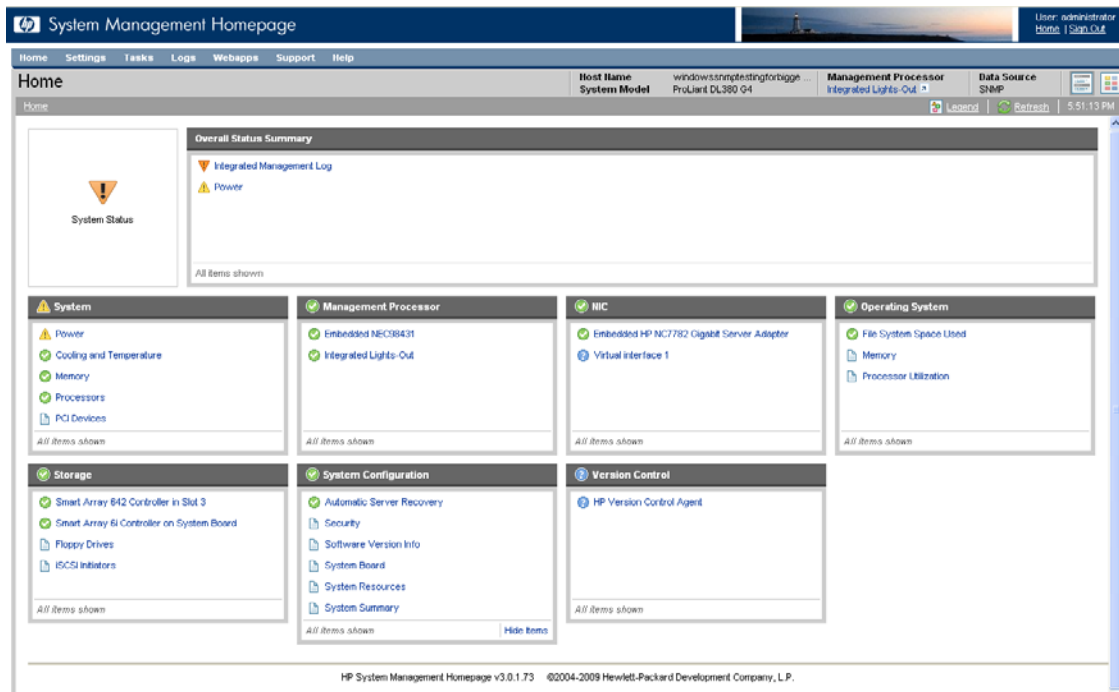 hp System Management Homepage
User: administrator
Home | Sign Out
Home Settings Tasks Logs Webapps Support Help
Home
Host Name windowssnmptestingforbigge ...
System Model ProLiant DL380 G4
Management Processor
Integrated Lights-Out
Data Source
SNMP
Home
Legend | Refresh | 5:51:13 PM
System Status
Overall Status Summary
Integrated Management Log
Power
All items shown
System
Power
Cooling and Temperature
Memory
Processors
PCI Devices
All items shown
Management Processor
Embedded NEC98431
Integrated Lights-Out
All items shown
NIC
Embedded HP NC7782 Gigabit Server Adapter
Virtual interface 1
All items shown
Operating System
File System Space Used
Memory
Processor Utilization
All items shown
Storage
Smart Array 642 Controller in Slot 3
Smart Array 6i Controller on System Board
Floppy Drives
iSCSI Initiators
All items shown
System Configuration
Automatic Server Recovery
Security
Software Version Info
System Board
System Resources
System Summary
All items shown Hide Items
Version Control
HP Version Control Agent
All items shown
HP System Management Homepage v3.0.1.73 ©2004-2009 Hewlett-Packard Development Company, L.P.